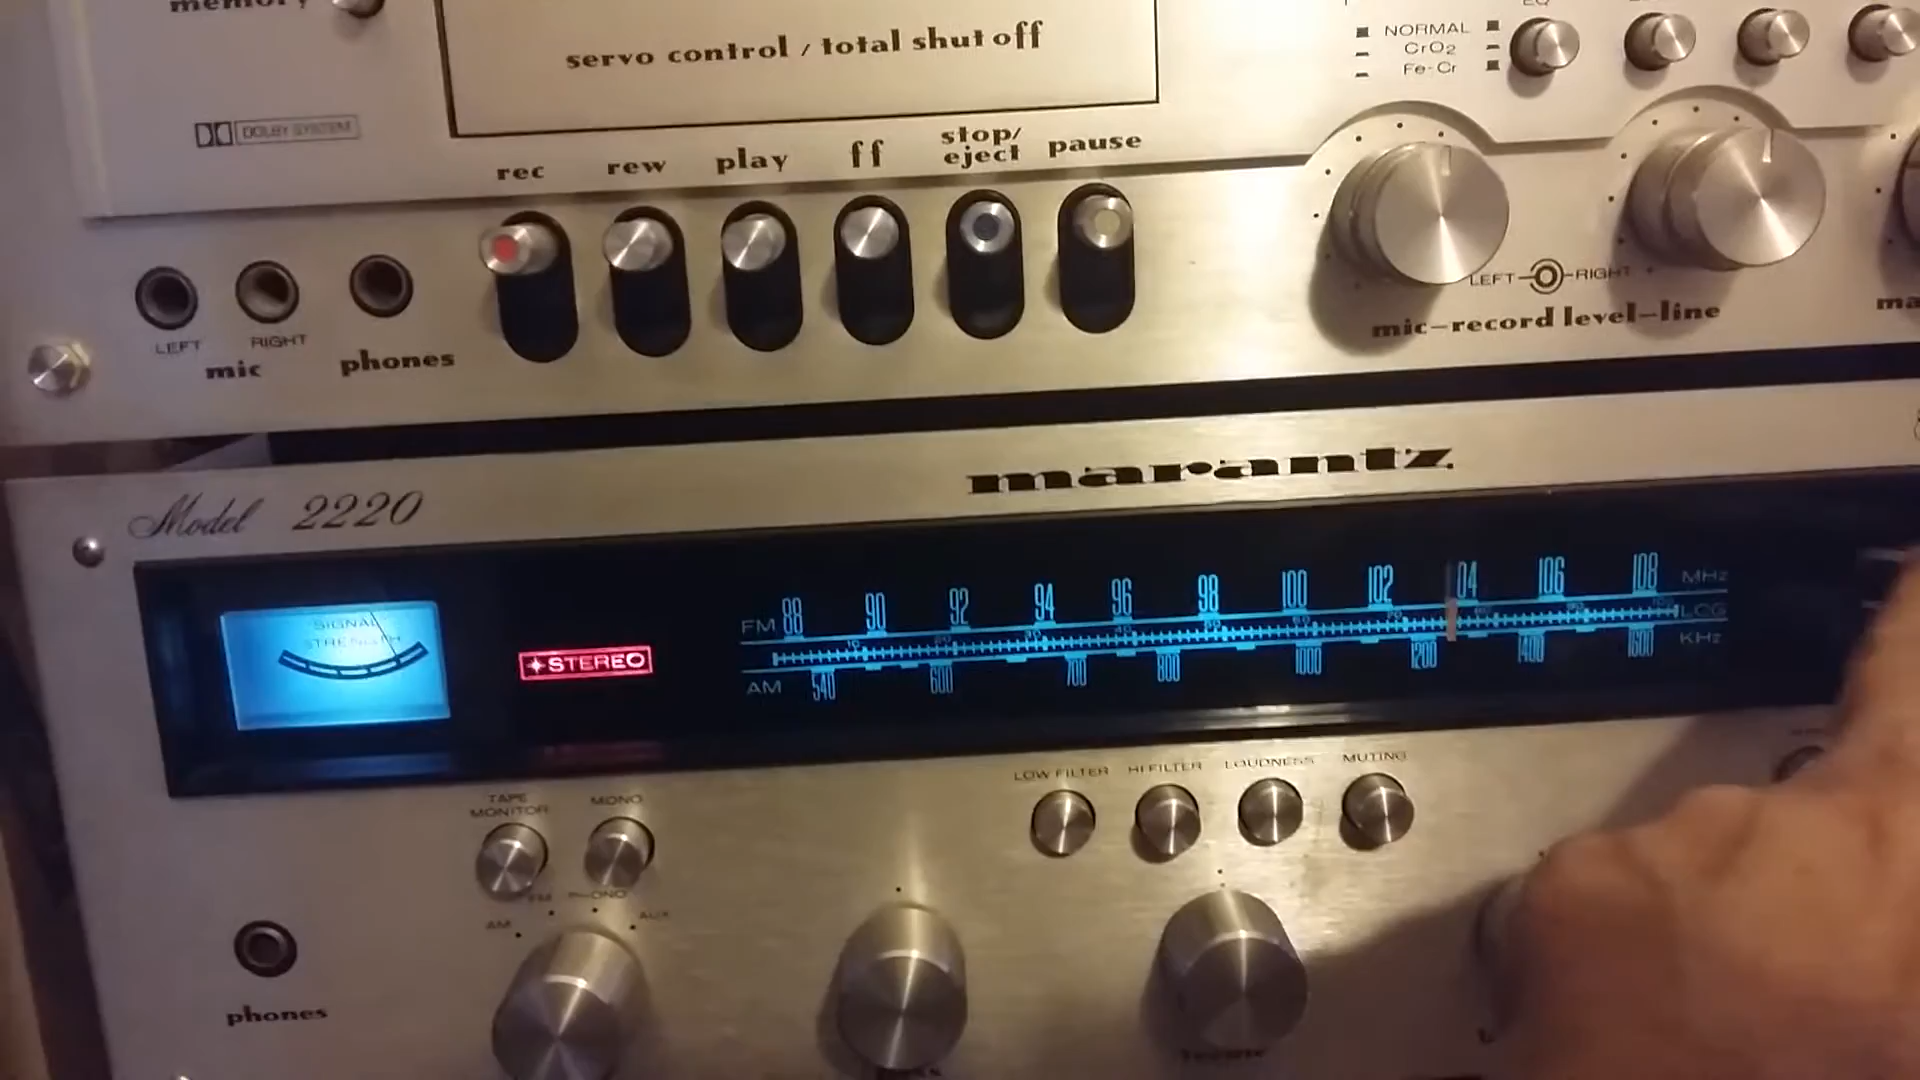 memory
servo control / total shut off
NORMAL
CrO2
Fe-Cr
DOLBY SYSTEM
rec rew play ff stop/ eject pause
LEFT RIGHT
mic phones
LEFT RIGHT
mic-record level-line
Model 2220
marantz
SIGNAL
STRENGTH
STEREO
FM 88 90 92 94 96 98 100 102 04 106 108 MHz
LOG
AM 540 600 700 800 1000 1200 1400 1600 KHz
LOW FILTER HI FILTER LOUDNESS MUTING
TAPE
MONITOR MONO
AM FM PHONO AUX
phones